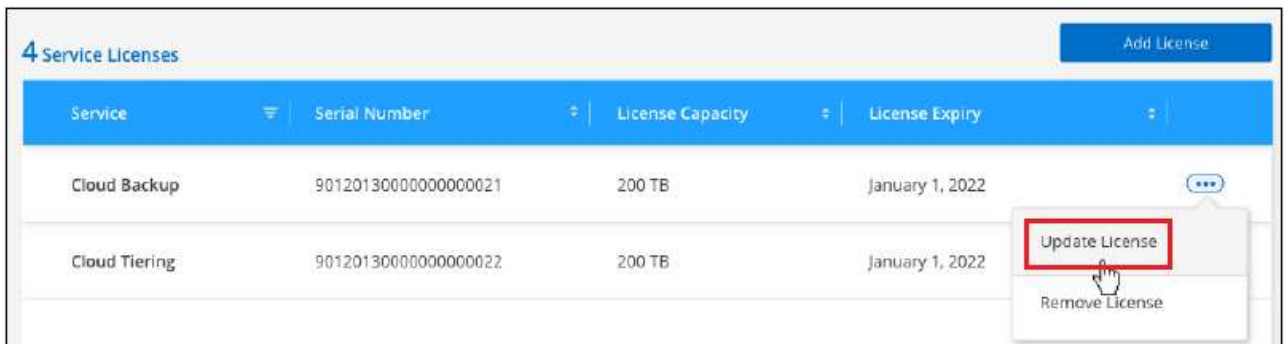 4 Service Licenses
Add License
Service Serial Number License Capacity License Expiry
Cloud Backup 90120130000000000021 200 TB January 1, 2022
Update License
Cloud Tiering 90120130000000000022 200 TB January 1, 2022
Remove License